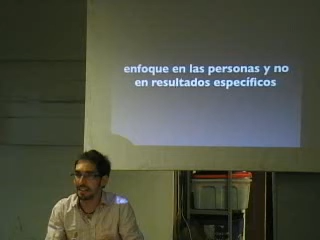 enfoque en las personas y no
en resultados específicos